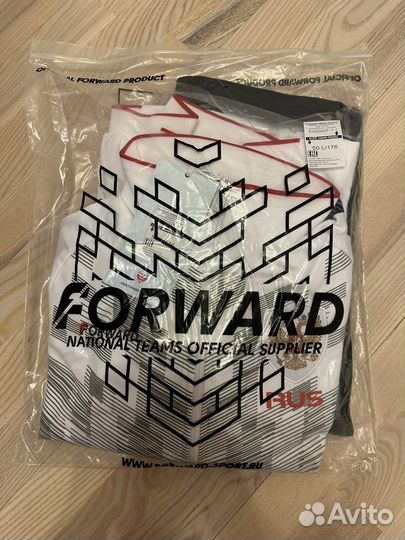 OFFICIAL FORWARD PRODUCT
OFFICIAL FORWARD PRODUCT
50 L/176
EAC
FORWARD
FORWARD
NATIONAL TEAMS OFFICIAL SUPPLIER
RUS
WWW.FORWARD-SPORT.RU
Avito